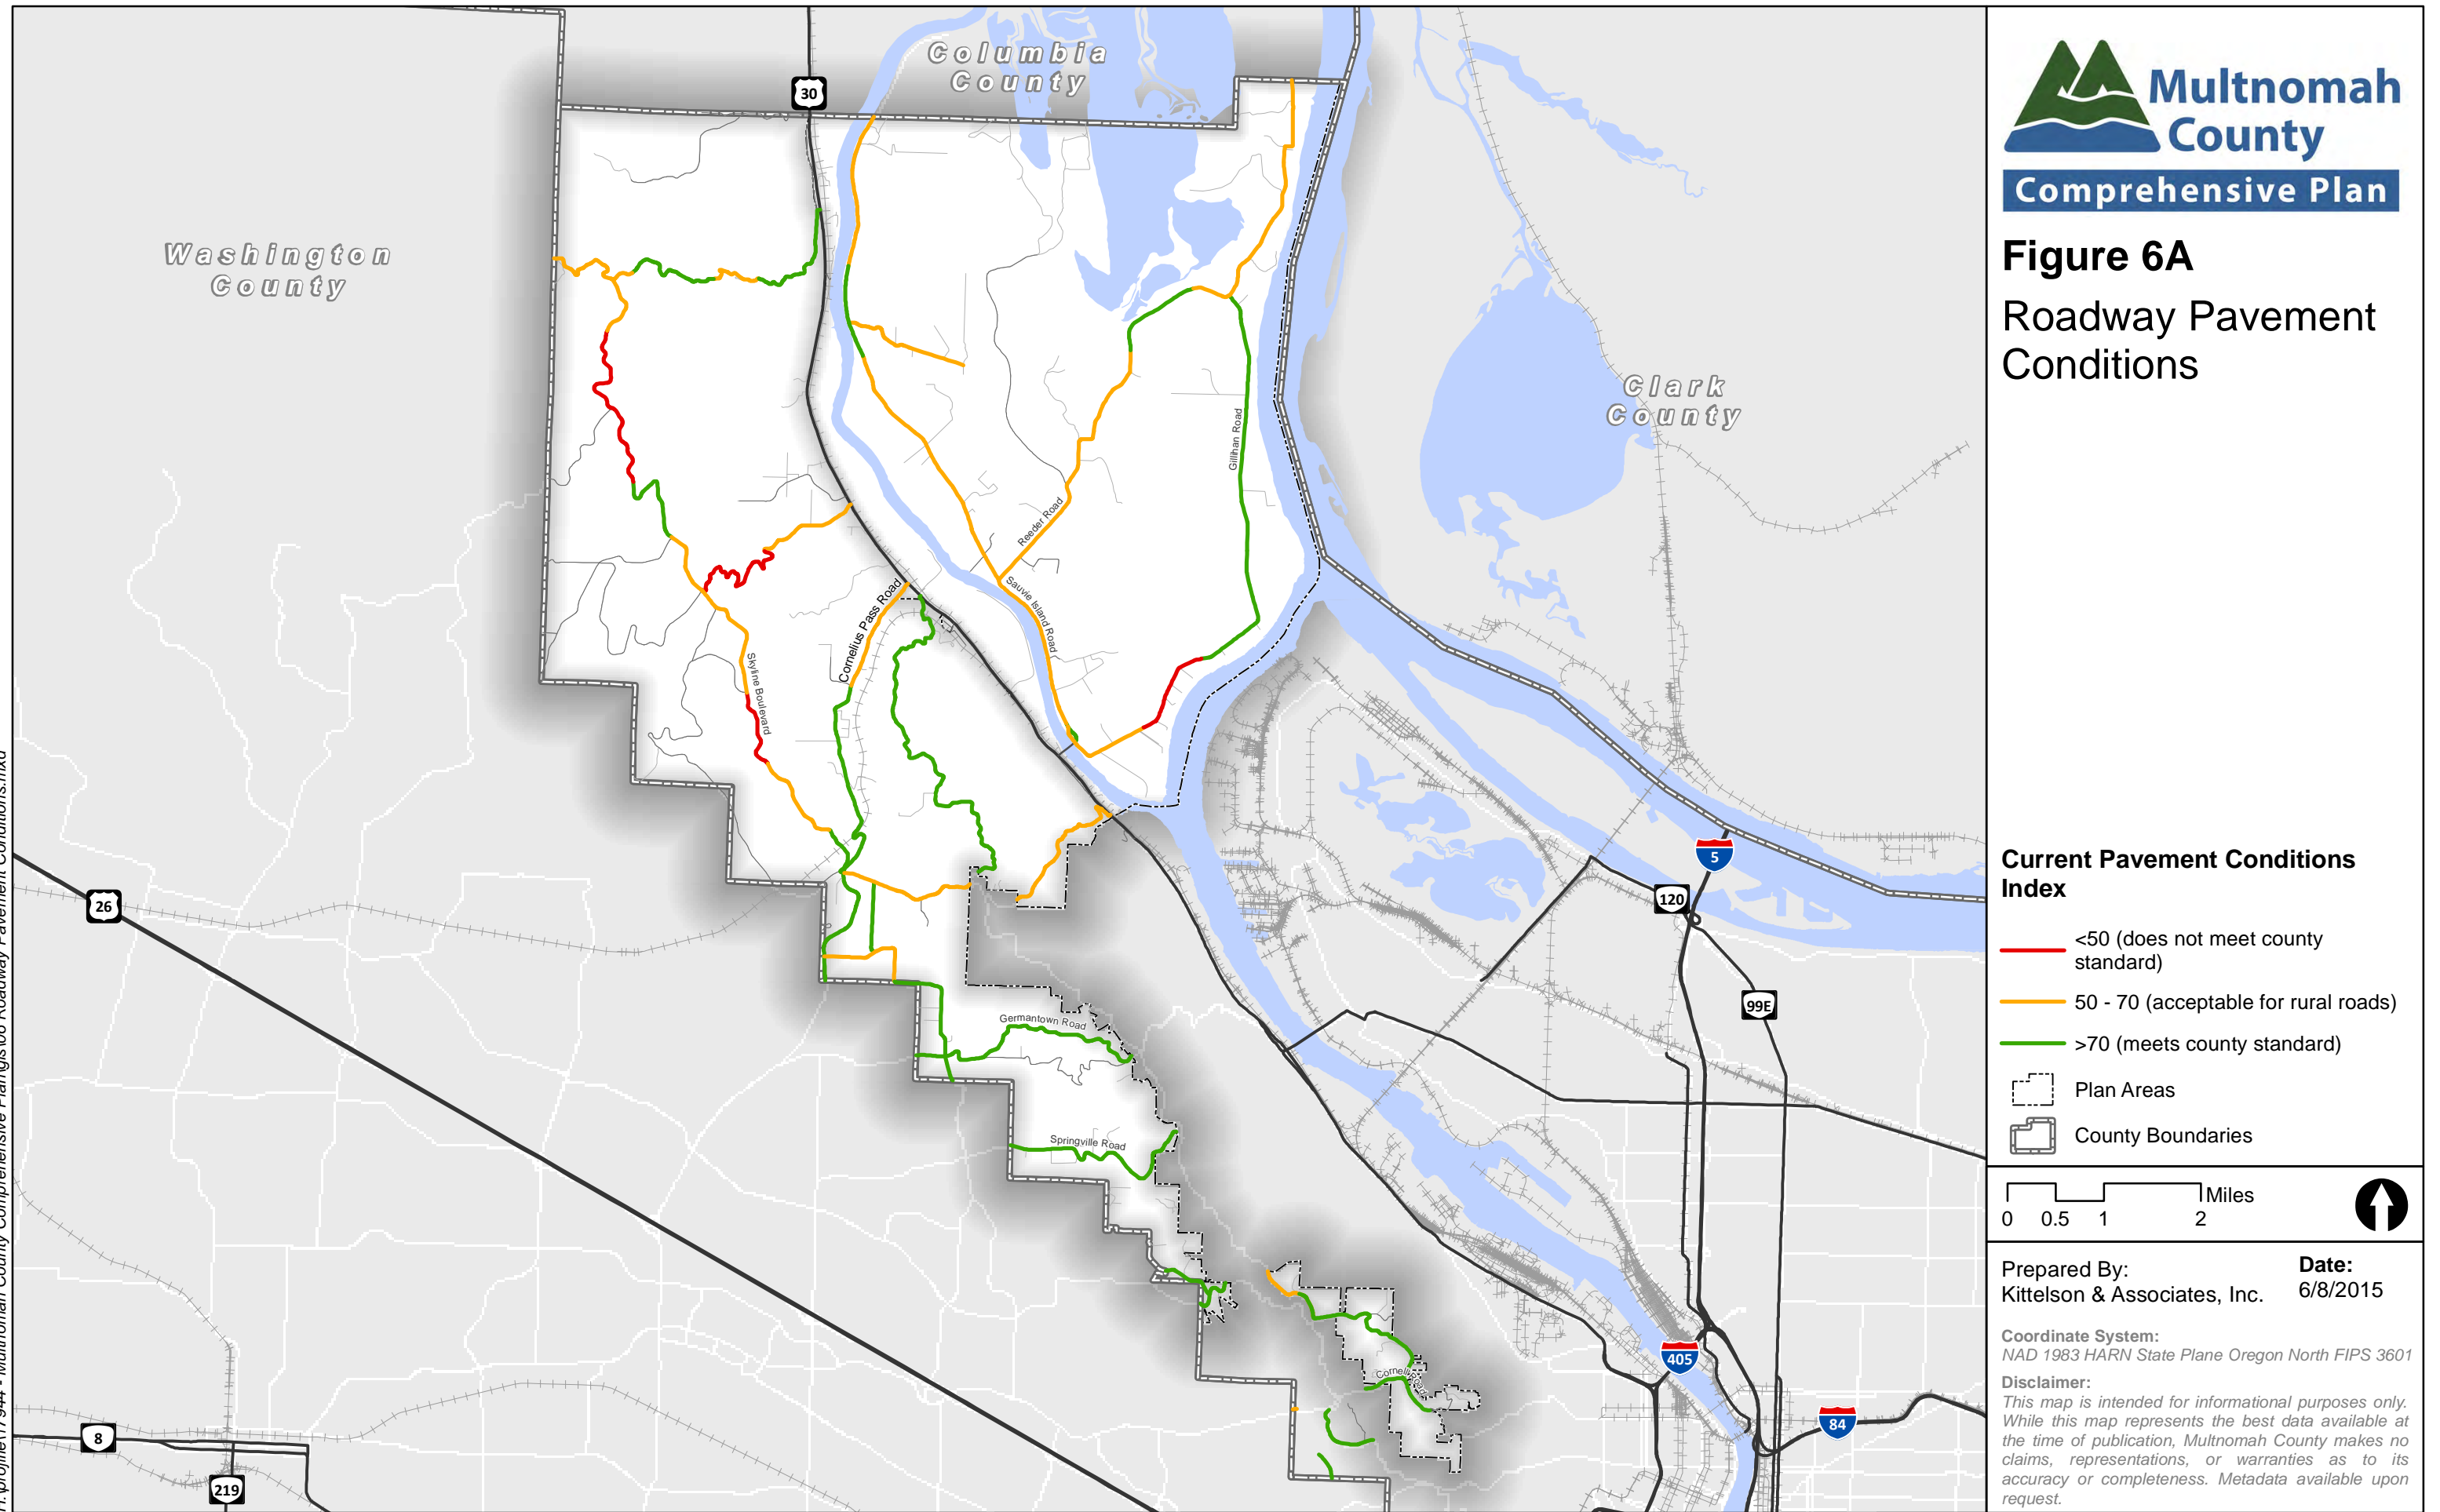 Columbia
County
30
Washington
County
Clark
County
Gillihan Road
Reeder Road
Sauvie Island Road
Cornelius Pass Road
Skyline Boulevard
26
5
120
99E
Germantown Road
Springville Road
Cornell Road
405
84
8
219
Multnomah
County
Comprehensive Plan
Figure 6A
Roadway Pavement
Conditions
Current Pavement Conditions
Index
<50 (does not meet county
standard)
50 - 70 (acceptable for rural roads)
>70 (meets county standard)
Plan Areas
County Boundaries
Miles
0 0.5 1 2
Prepared By:
Kittelson & Associates, Inc.
Date:
6/8/2015
Coordinate System:
NAD 1983 HARN State Plane Oregon North FIPS 3601
Disclaimer:
This map is intended for informational purposes only.
While this map represents the best data available at
the time of publication, Multnomah County makes no
claims, representations, or warranties as to its
accuracy or completeness. Metadata available upon
request.